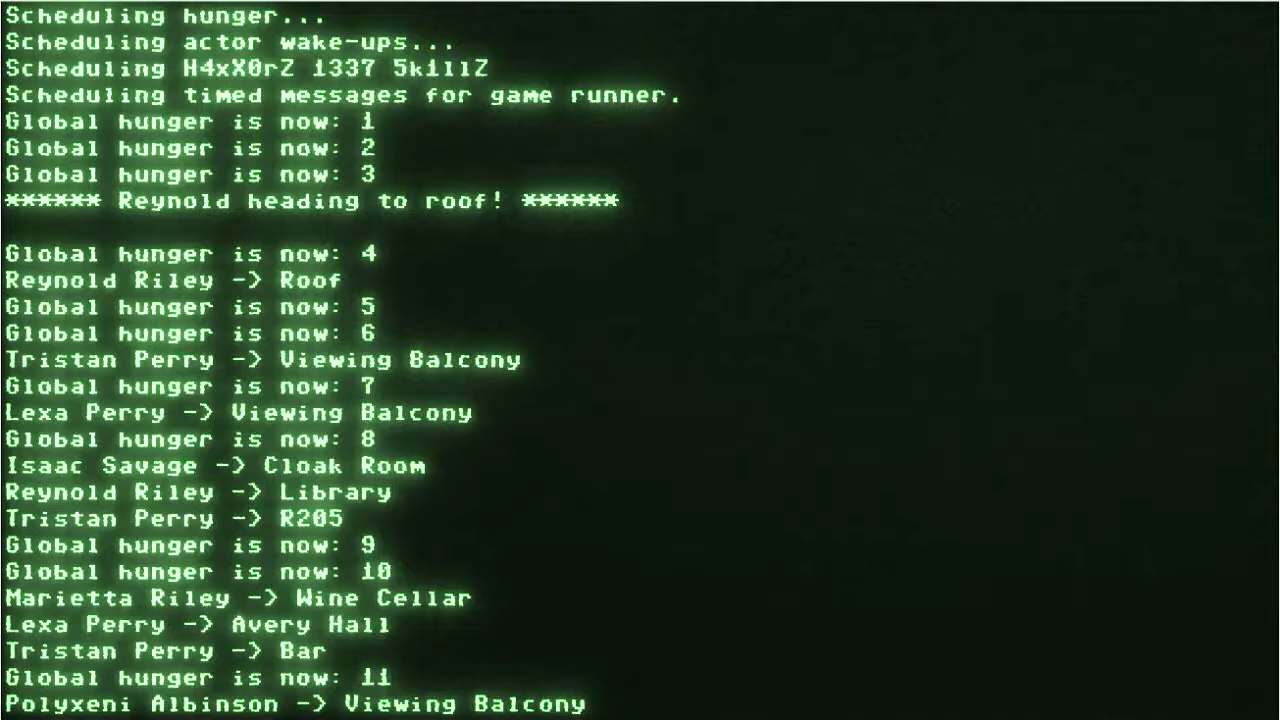 Scheduling hunger...
Scheduling actor wake-ups...
Scheduling H4xX0rZ 1337 5killZ
Scheduling timed messages for game runner.
Global hunger is now: 1
Global hunger is now: 2
Global hunger is now: 3
****** Reynold heading to roof! ******
Global hunger is now: 4
Reynold Riley -> Roof
Global hunger is now: 5
Global hunger is now: 6
Tristan Perry -> Viewing Balcony
Global hunger is now: 7
Lexa Perry -> Viewing Balcony
Global hunger is now: 8
Isaac Savage -> Cloak Room
Reynold Riley -> Library
Tristan Perry -> R205
Global hunger is now: 9
Global hunger is now: 10
Marietta Riley -> Wine Cellar
Lexa Perry -> Avery Hall
Tristan Perry -> Bar
Global hunger is now: 11
Polyxeni Albinson -> Viewing Balcony